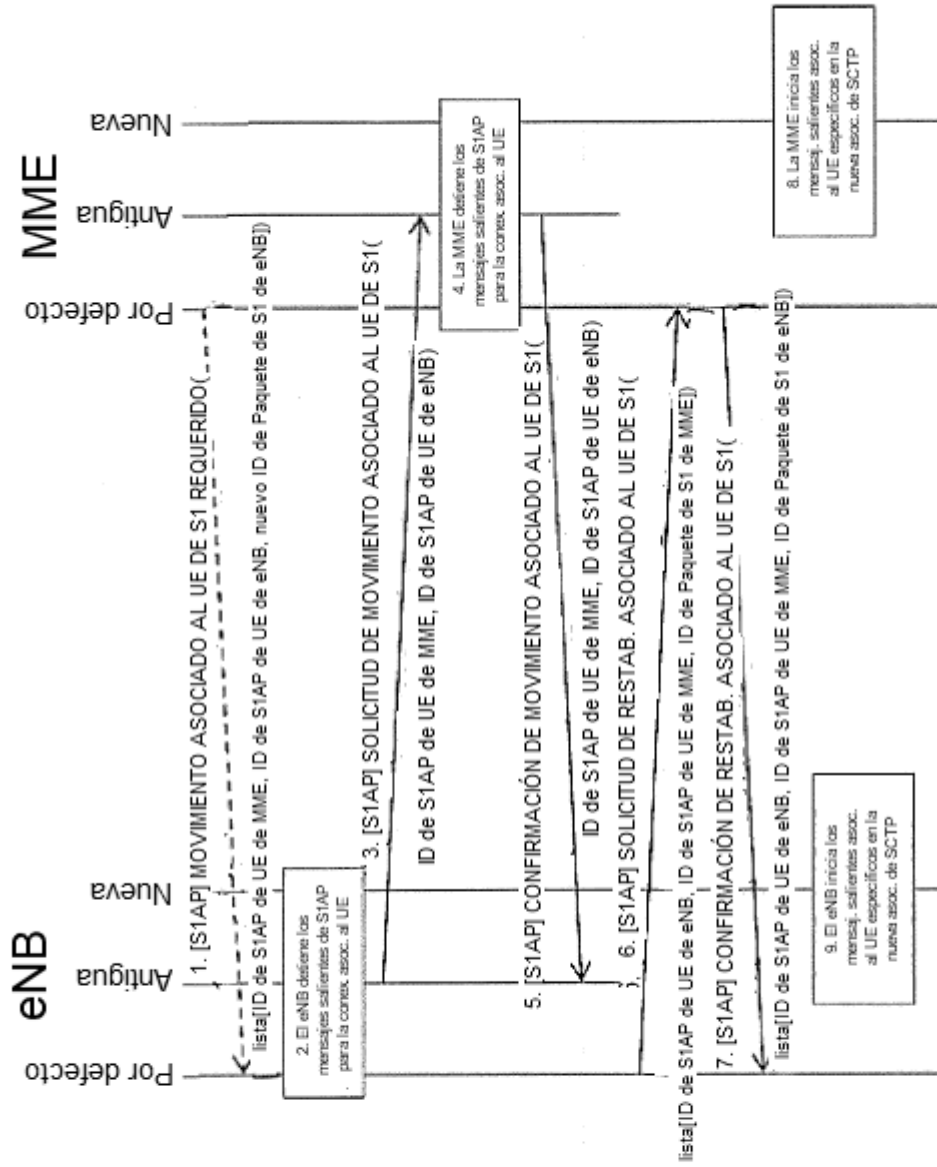 eNB
MME
Por defecto
Antigua
Nueva
Por defecto
Antigua
Nueva
1. [S1AP] MOVIMIENTO ASOCIADO AL UE DE S1 REQUERIDO(
lista[ID de S1AP de UE de MME, ID de S1AP de UE de eNB, nuevo ID de Paquete de S1 de eNB])
2. El eNB detiene los
mensajes salientes de S1AP
para la conex. asoc. al UE
3. [S1AP] SOLICITUD DE MOVIMIENTO ASOCIADO AL UE DE S1(
ID de S1AP de UE de MME, ID de S1AP de UE de eNB)
4. La MME detiene los
mensajes salientes de S1AP
para la conex. asoc. al UE
5. [S1AP] CONFIRMACIÓN DE MOVIMIENTO ASOCIADO AL UE DE S1(
ID de S1AP de UE de MME, ID de S1AP de UE de eNB)
6. [S1AP] SOLICITUD DE RESTAB. ASOCIADO AL UE DE S1(
lista[ID de S1AP de UE de eNB, ID de S1AP de UE de MME, ID de Paquete de S1 de MME])
7. [S1AP] CONFIRMACIÓN DE RESTAB. ASOCIADO AL UE DE S1(
lista[ID de S1AP de UE de eNB, ID de S1AP de UE de MME, ID de Paquete de S1 de eNB])
8. La MME inicia los
mensaj. salientes asoc.
al UE específicos en la
nueva asoc. de SCTP
9. El eNB inicia los
mensaj. salientes asoc.
al UE específicos en la
nueva asoc. de SCTP